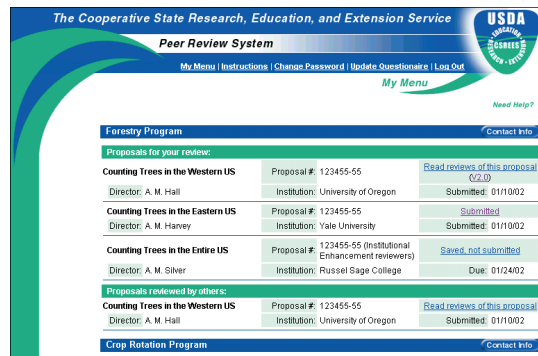 The Cooperative State Research, Education, and Extension Service
USDA
EDUCATION
CSREES
RESEARCH • EXTENSION
Peer Review System
My Menu | Instructions | Change Password | Update Questionaire | Log Out
My Menu
Need Help?
Forestry Program Contact Info
Proposals for your review:
Counting Trees in the Western US Proposal #: 123455-55 Read reviews of this proposal
(V2.0)
Director: A. M. Hall Institution: University of Oregon Submitted: 01/10/02
Counting Trees in the Eastern US Proposal #: 123455-55 Submitted
Director: A. M. Harvey Institution: Yale University Submitted: 01/10/02
Counting Trees in the Entire US Proposal #: 123455-55 (Institutional Enhancement reviewers) Saved, not submitted
Director: A. M. Silver Institution: Russel Sage College Due: 01/24/02
Proposals reviewed by others:
Counting Trees in the Western US Proposal #: 123455-55 Read reviews of this proposal
Director: A. M. Hall Institution: University of Oregon Submitted: 01/10/02
Crop Rotation Program Contact Info